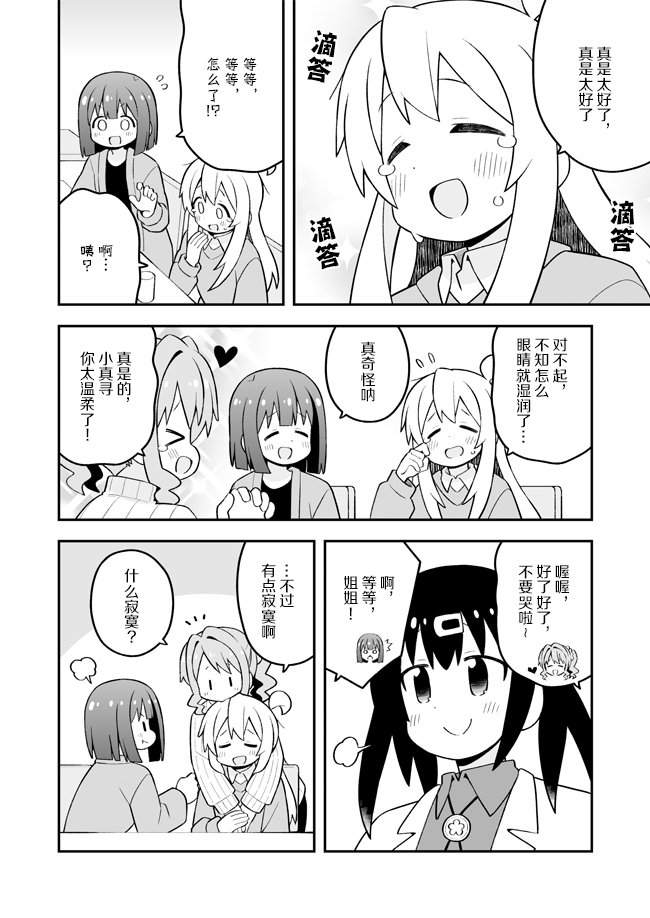 真是太好了，
真是太好了
滴答
滴答
滴答
等等，
等等，
怎么了!?
啊…
咦？
对不起，
不知怎么
眼睛就湿润了…
真奇怪呐
真是的，
小真寻
你太温柔了！
喔喔，
好了好了，
不要哭啦~
啊，
等等，
姐姐！
…不过
有点寂寞啊
什么寂寞？